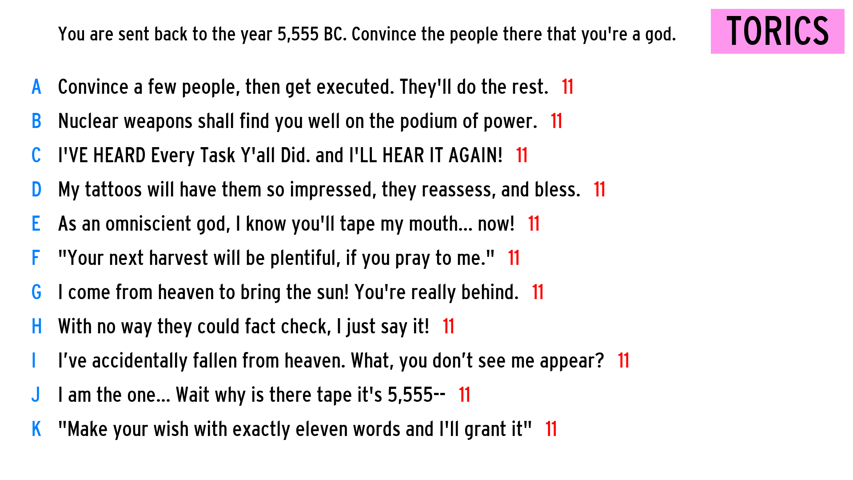 You are sent back to the year 5,555 BC. Convince the people there that you're a god.
TORICS
A Convince a few people, then get executed. They'll do the rest. 11
B Nuclear weapons shall find you well on the podium of power. 11
C I'VE HEARD Every Task Y'all Did. and I'LL HEAR IT AGAIN! 11
D My tattoos will have them so impressed, they reassess, and bless. 11
E As an omniscient god, I know you'll tape my mouth... now! 11
F "Your next harvest will be plentiful, if you pray to me." 11
G I come from heaven to bring the sun! You're really behind. 11
H With no way they could fact check, I just say it! 11
I I’ve accidentally fallen from heaven. What, you don’t see me appear? 11
J I am the one... Wait why is there tape it's 5,555-- 11
K "Make your wish with exactly eleven words and I'll grant it" 11